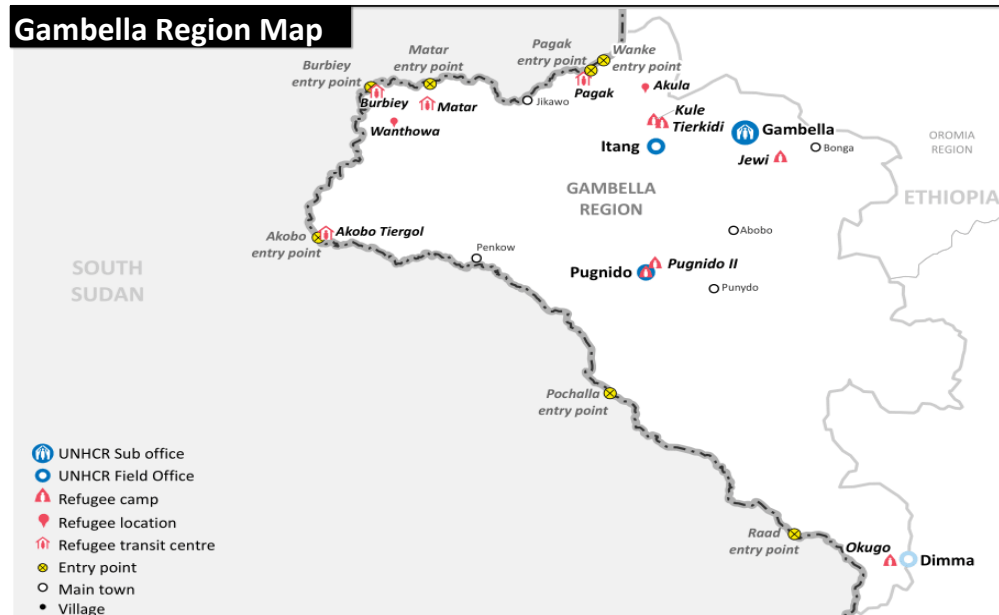 Gambella Region Map
Burbiey
entry point
Matar
entry point
Pagak
entry point
Wanke
entry point
Burbiey
Matar
Wanthowa
Jikawo
Pagak
Akula
Kule
Tierkidi
Itang
Gambella
Jewi
Bonga
OROMIA
REGION
ETHIOPIA
GAMBELLA
REGION
Akobo
entry point
Akobo Tiergol
Penkow
Abobo
Pugnido
Pugnido II
Punydo
SOUTH
SUDAN
Pochalla
entry point
Raad
entry point
Okugo
Dimma
UNHCR Sub office
UNHCR Field Office
Refugee camp
Refugee location
Refugee transit centre
Entry point
Main town
Village